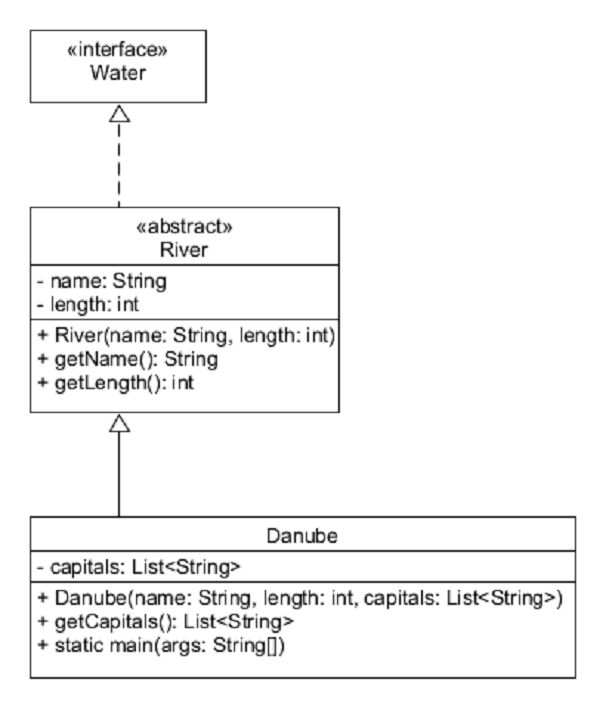 «interface»
Water
«abstract»
River
- name: String
- length: int
+ River(name: String, length: int)
+ getName(): String
+ getLength(): int
Danube
- capitals: List<String>
+ Danube(name: String, length: int, capitals: List<String>)
+ getCapitals(): List<String>
+ static main(args: String[])